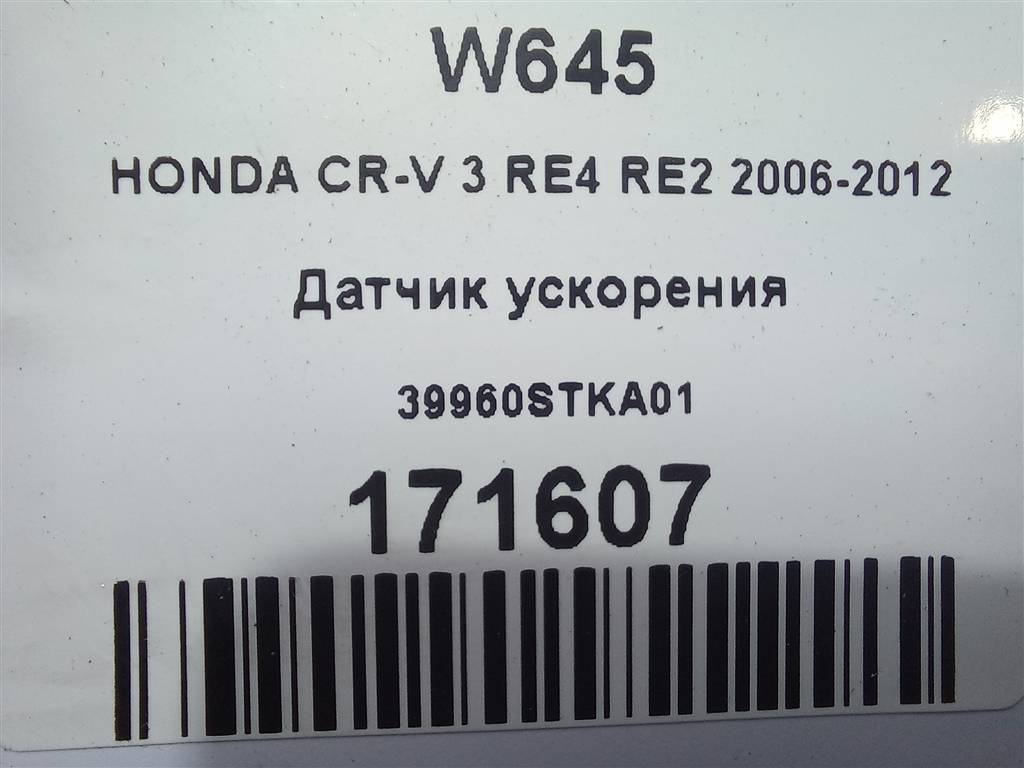 W645
HONDA CR-V 3 RE4 RE2 2006-2012
Датчик ускорения
39960STKA01
171607